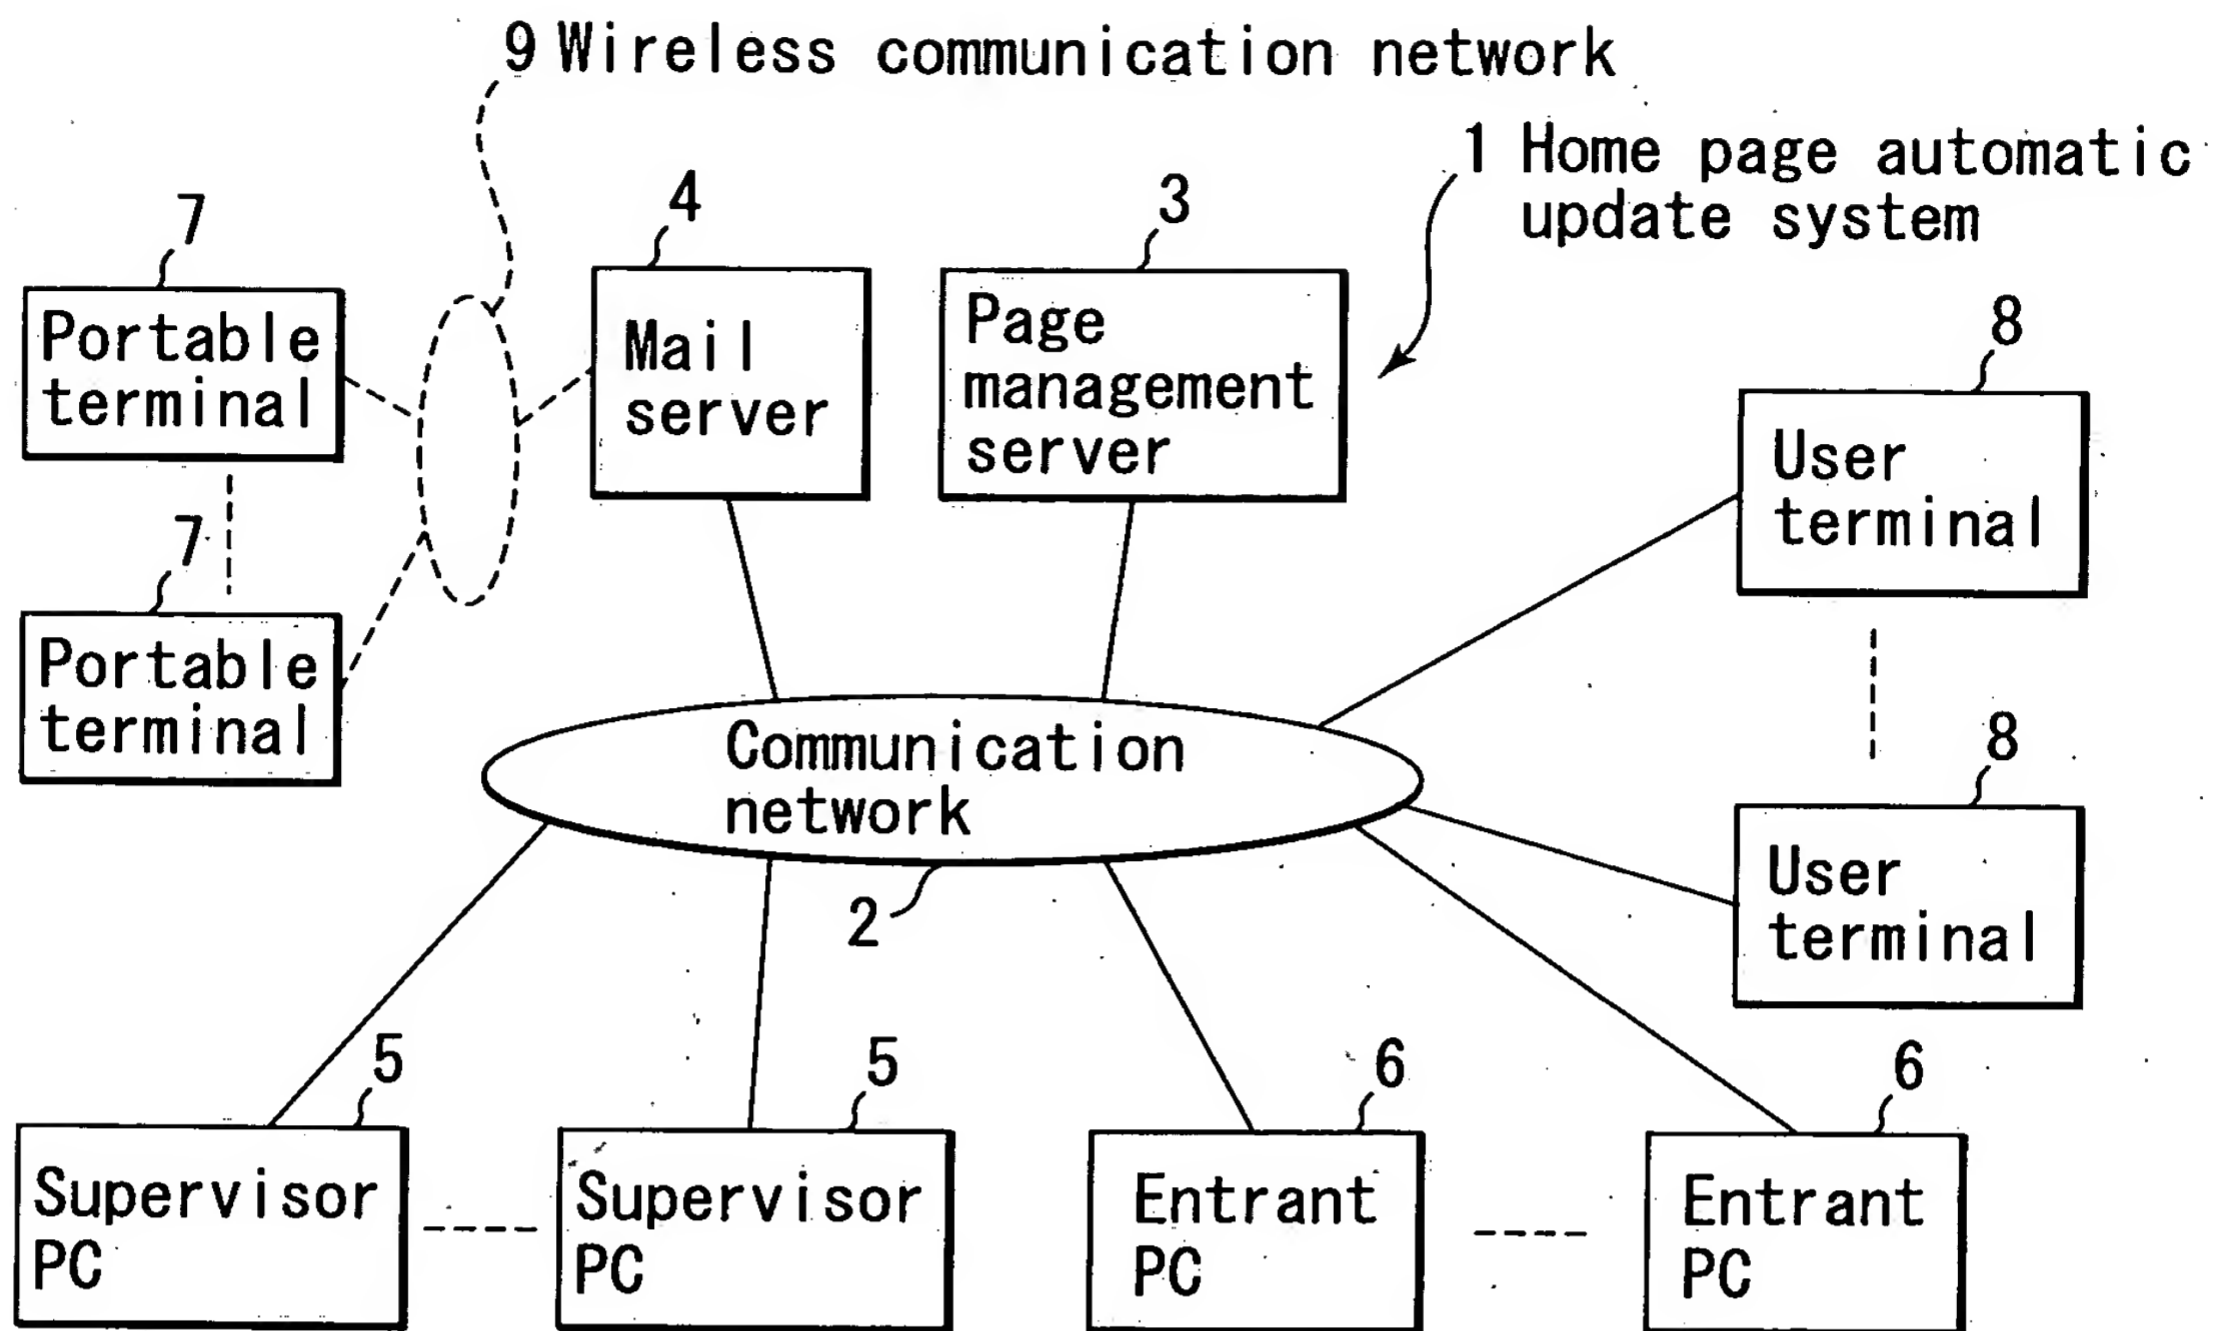 9 Wireless communication network
1 Home page automatic
update system
7
4
3
8
Portable
terminal
Mail
server
Page
management
server
User
terminal
7
Portable
terminal
8
Communication
network
2
User
terminal
5
5
6
6
Supervisor
PC
Supervisor
PC
Entrant
PC
Entrant
PC